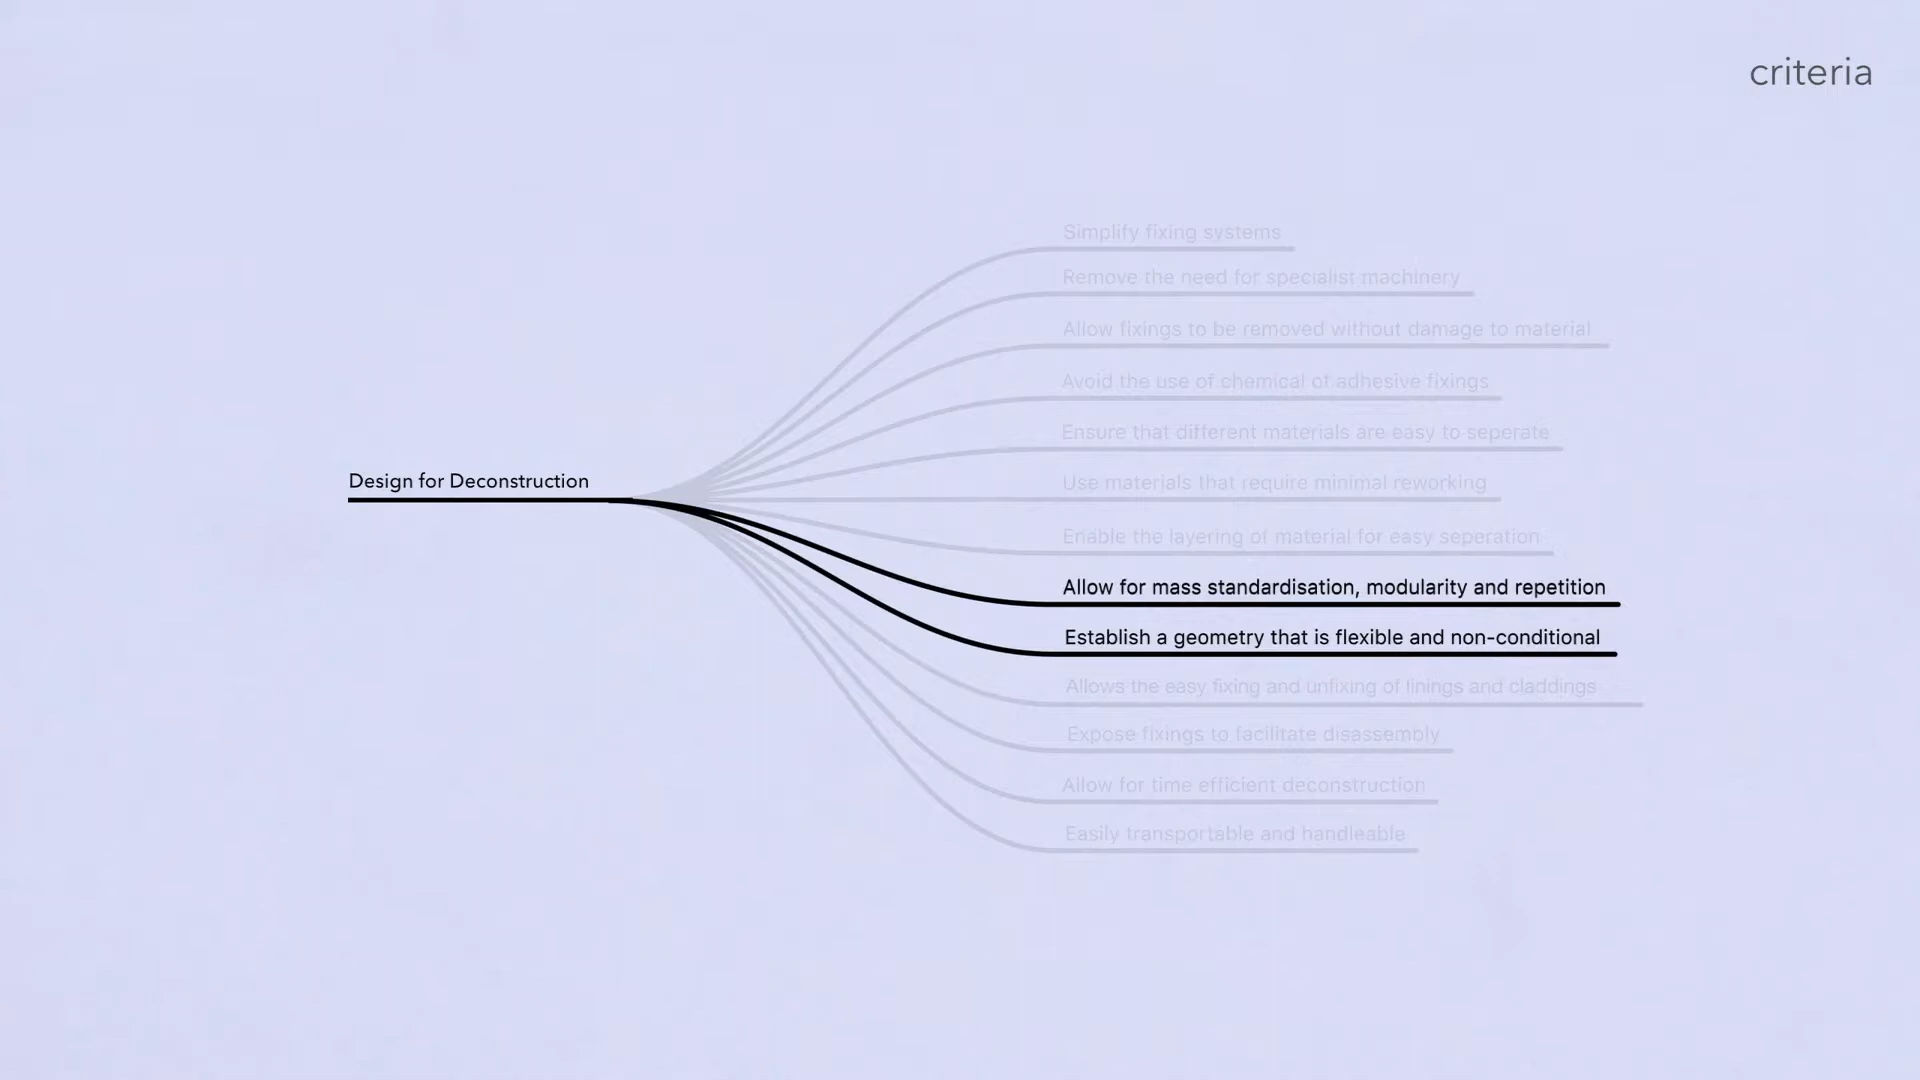 criteria
Simplify fixing systems
Remove the need for specialist machinery
Allow fixings to be removed without damage to material
Avoid the use of chemical of adhesive fixings
Ensure that different materials are easy to seperate
Design for Deconstruction
Use materials that require minimal reworking
Enable the layering of material for easy seperation
Allow for mass standardisation, modularity and repetition
Establish a geometry that is flexible and non-conditional
Allows the easy fixing and unfixing of linings and claddings
Expose fixings to facilitate disassembly
Allow for time efficient deconstruction
Easily transportable and handleable